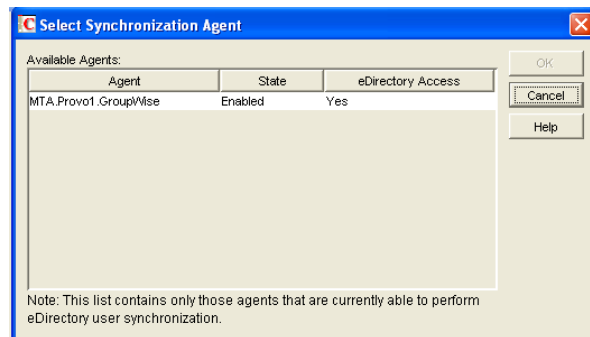 Select Synchronization Agent
Available Agents:
OK
Agent State eDirectory Access
Cancel
MTA.Provo1.GroupWise Enabled Yes
Help
Note: This list contains only those agents that are currently able to perform
eDirectory user synchronization.